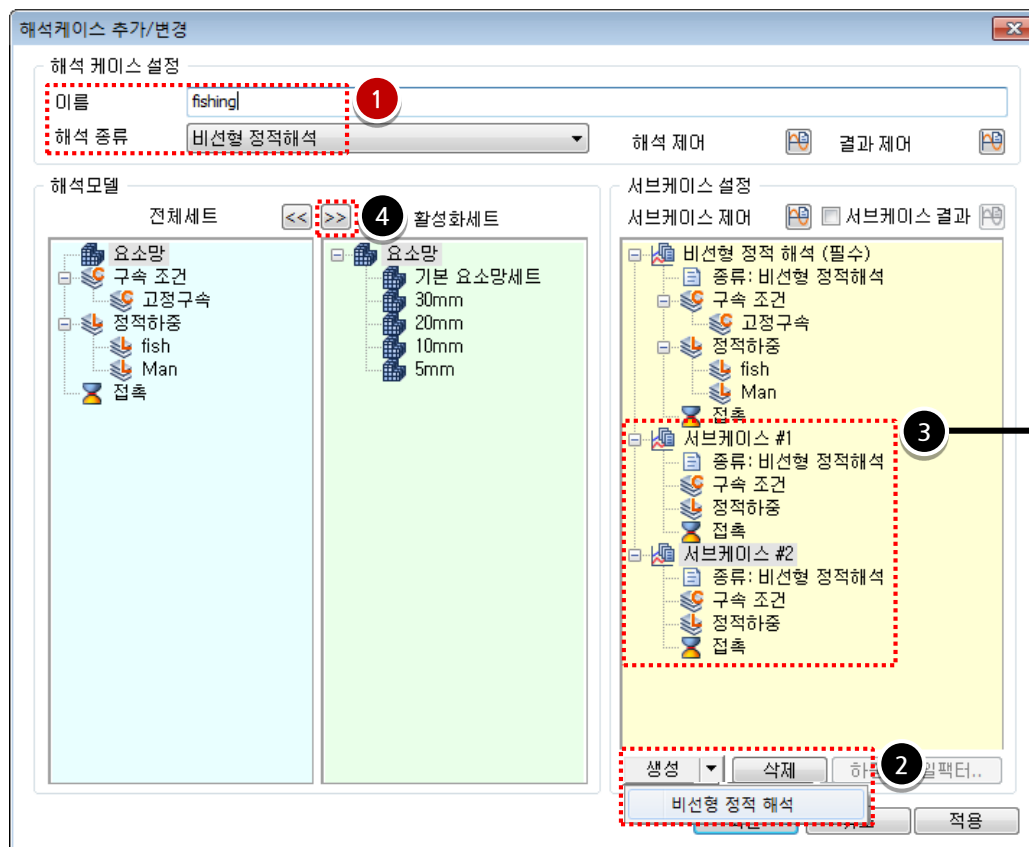 해석케이스 추가/변경
해석 케이스 설정
이름 fishing
1
해석 종류 비선형 정적해석 해석 제어 결과 제어
해석모델
전체세트 << >> 4 활성화세트
요소망
구속 조건
고정구속
정적하중
fish
Man
접촉
요소망
기본 요소망세트
30mm
20mm
10mm
5mm
서브케이스 설정
서브케이스 제어 서브케이스 결과
비선형 정적 해석 (필수)
종류: 비선형 정적해석
구속 조건
고정구속
정적하중
fish
Man
접촉
서브케이스 #1
3
종류: 비선형 정적해석
구속 조건
정적하중
접촉
서브케이스 #2
종류: 비선형 정적해석
구속 조건
정적하중
접촉
생성 삭제 2
비선형 정적 해석
적용